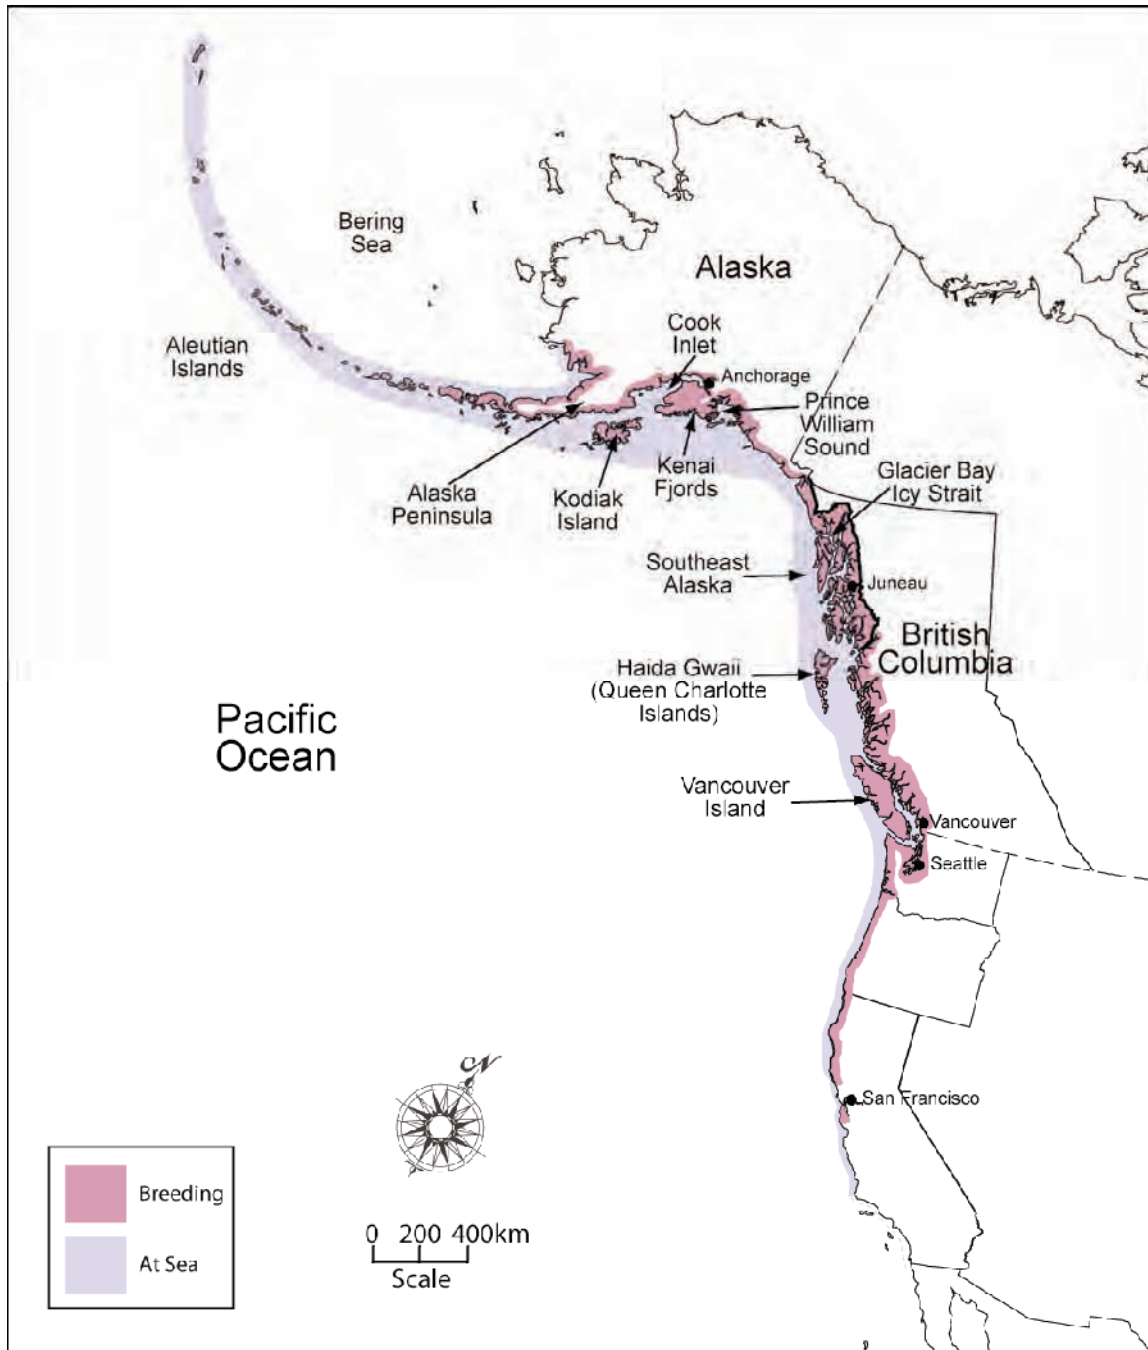 Bering
Sea
Alaska
Aleutian
Islands
Cook
Inlet
Anchorage
Prince
William
Sound
Kenai
Fjords
Glacier Bay
Icy Strait
Alaska
Peninsula
Kodiak
Island
Southeast
Alaska
Juneau
British
Columbia
Haida Gwaii
(Queen Charlotte
Islands)
Pacific
Ocean
Vancouver
Island
Vancouver
Seattle
San Francisco
N
Breeding
At Sea
0 200 400km
Scale